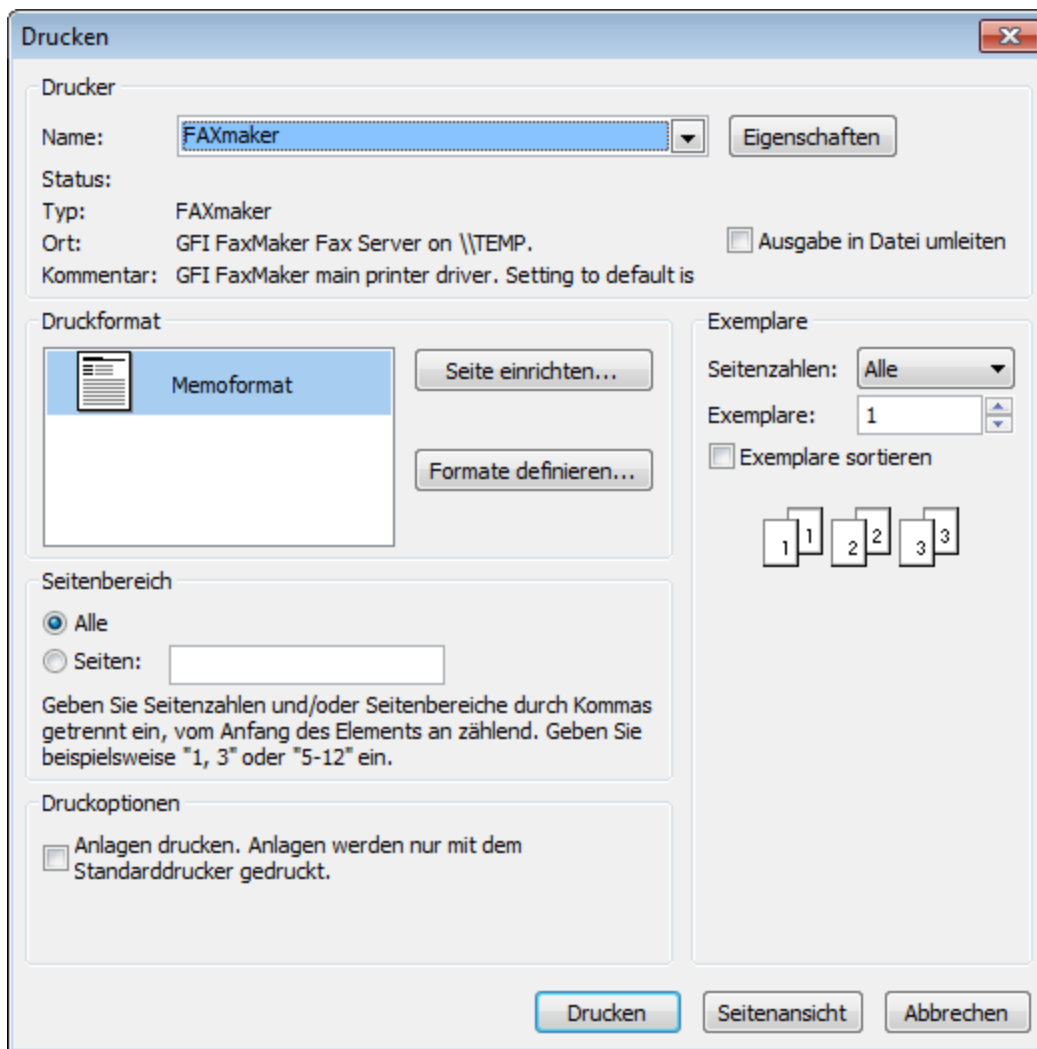 Drucken
Drucker
Name: FAXmaker Eigenschaften
Status:
Typ: FAXmaker
Ort: GFI FaxMaker Fax Server on \\TEMP. Ausgabe in Datei umleiten
Kommentar: GFI FaxMaker main printer driver. Setting to default is
Druckformat
Memoformat
Seite einrichten...
Formate definieren...
Exemplare
Seitenzahlen: Alle
Exemplare: 1
Exemplare sortieren
1 1 2 2 3 3
Seitenbereich
Alle
Seiten:
Geben Sie Seitenzahlen und/oder Seitenbereiche durch Kommas
getrennt ein, vom Anfang des Elements an zählend. Geben Sie
beispielsweise "1, 3" oder "5-12" ein.
Druckoptionen
Anlagen drucken. Anlagen werden nur mit dem
Standarddrucker gedruckt.
Drucken Seitenansicht Abbrechen